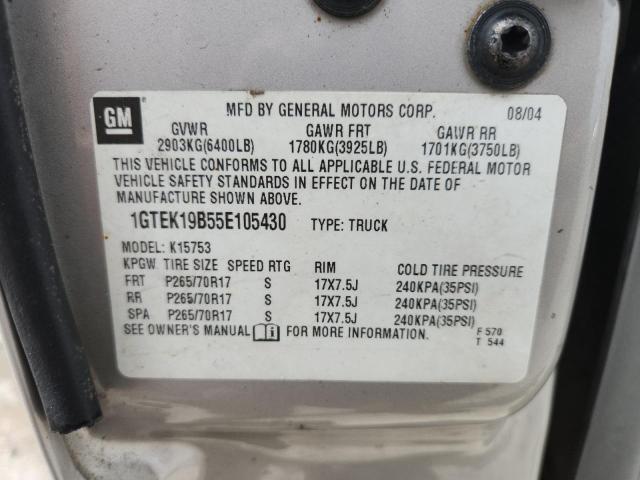 GM
MFD BY GENERAL MOTORS CORP. 08/04
GVWR GAWR FRT GAWR RR
2903KG(6400LB) 1780KG(3925LB) 1701KG(3750LB)
THIS VEHICLE CONFORMS TO ALL APPLICABLE U.S. FEDERAL MOTOR
VEHICLE SAFETY STANDARDS IN EFFECT ON THE DATE OF
MANUFACTURE SHOWN ABOVE.
1GTEK19B55E105430 TYPE: TRUCK
MODEL: K15753
KPGW TIRE SIZE SPEED RTG RIM COLD TIRE PRESSURE
FRT P265/70R17 S 17X7.5J 240KPA(35PSI)
RR P265/70R17 S 17X7.5J 240KPA(35PSI)
SPA P265/70R17 S 17X7.5J 240KPA(35PSI)
SEE OWNER'S MANUAL FOR MORE INFORMATION. F 570
T 544